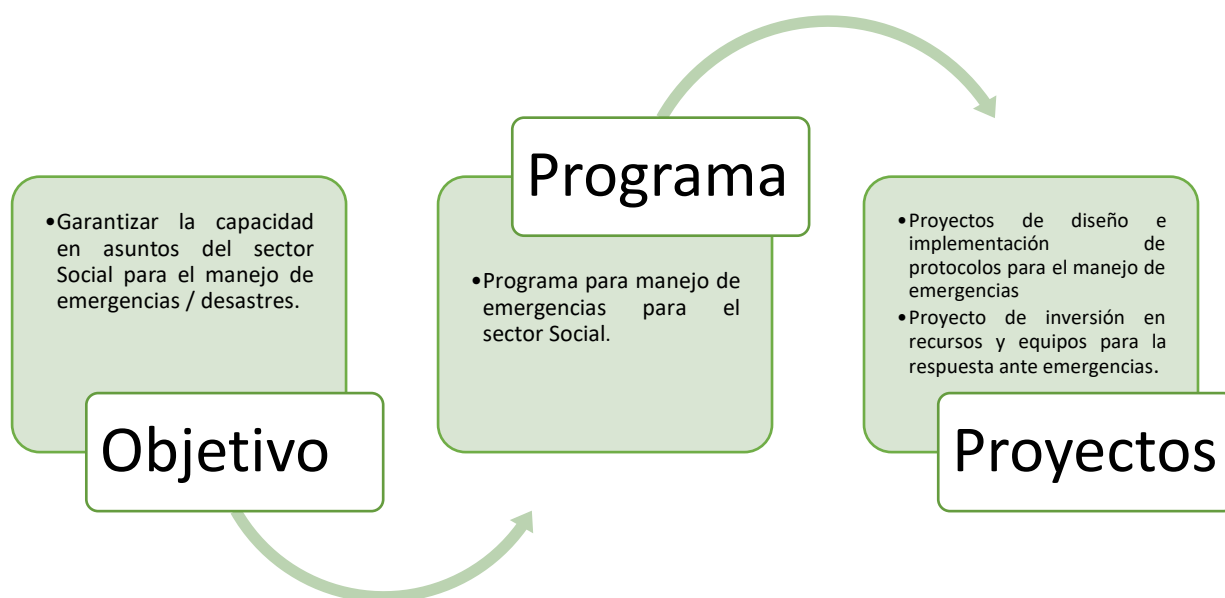 •Garantizar la capacidad
en asuntos del sector
Social para el manejo de
emergencias / desastres.
Objetivo
Programa
•Programa para manejo de
emergencias para el
sector Social.
•Proyectos de diseño e
implementación de
protocolos para el manejo de
emergencias
•Proyecto de inversión en
recursos y equipos para la
respuesta ante emergencias.
Proyectos